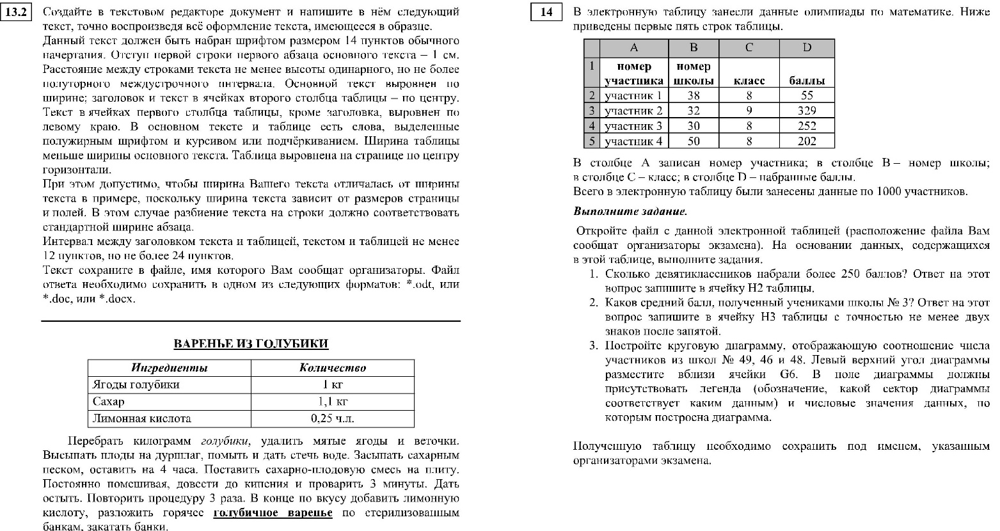 13.2
Создайте в текстовом редакторе документ и напишите в нём следующий
текст, точно воспроизведя всё оформление текста, имеющееся в образце.
Данный текст должен быть набран шрифтом размером 14 пунктов обычного
начертания. Отступ первой строки первого абзаца основного текста – 1 см.
Расстояние между строками текста не менее высоты одинарного, но не более
полуторного междустрочного интервала. Основной текст выровнен по
ширине; заголовок и текст в ячейках второго столбца таблицы – по центру.
Текст в ячейках первого столбца таблицы, кроме заголовка, выровнен по
левому краю. В основном тексте и таблице есть слова, выделенные
полужирным шрифтом и курсивом или подчёркиванием. Ширина таблицы
меньше ширины основного текста. Таблица выровнена на странице по центру
горизонтали.
При этом допустимо, чтобы ширина Вашего текста отличалась от ширины
текста в примере, поскольку ширина текста зависит от размеров страницы
и полей. В этом случае разбиение текста на строки должно соответствовать
стандартной ширине абзаца.
Интервал между заголовком текста и таблицей, текстом и таблицей не менее
12 пунктов, но не более 24 пунктов.
Текст сохраните в файле, имя которого Вам сообщат организаторы. Файл
ответа необходимо сохранить в одном из следующих форматов: *.odt, или
*.doc, или *.docx.
ВАРЕНЬЕ ИЗ ГОЛУБИКИ
Ингредиенты Количество
Ягоды голубики 1 кг
Сахар 1,1 кг
Лимонная кислота 0,25 ч.л.
Перебрать килограмм голубики, удалить мятые ягоды и веточки.
Высыпать плоды на дуршлаг, помыть и дать стечь воде. Засыпать сахарным
песком, оставить на 4 часа. Поставить сахарно-плодовую смесь на плиту.
Постоянно помешивая, довести до кипения и проварить 3 минуты. Дать
остыть. Повторить процедуру 3 раза. В конце по вкусу добавить лимонную
кислоту, разложить горячее голубичное варенье по стерилизованным
банкам, закатать банки.
14
В электронную таблицу занесли данные олимпиады по математике. Ниже
приведены первые пять строк таблицы.
A B C D
1 номер номер
участника школы класс баллы
2 участник 1 38 8 55
3 участник 2 32 9 329
4 участник 3 30 8 252
5 участник 4 50 8 202
В столбце A записан номер участника; в столбце B – номер школы;
в столбце C – класс; в столбце D – набранные баллы.
Всего в электронную таблицу были занесены данные по 1000 участников.
Выполните задание.
Откройте файл с данной электронной таблицей (расположение файла Вам
сообщат организаторы экзамена). На основании данных, содержащихся
в этой таблице, выполните задания.
1. Сколько девятиклассников набрали более 250 баллов? Ответ на этот
вопрос запишите в ячейку H2 таблицы.
2. Каков средний балл, полученный учениками школы № 3? Ответ на этот
вопрос запишите в ячейку H3 таблицы с точностью не менее двух
знаков после запятой.
3. Постройте круговую диаграмму, отображающую соотношение числа
участников из школ № 49, 46 и 48. Левый верхний угол диаграммы
разместите вблизи ячейки G6. В поле диаграммы должны
присутствовать легенда (обозначение, какой сектор диаграммы
соответствует каким данным) и числовые значения данных, по
которым построена диаграмма.
Полученную таблицу необходимо сохранить под именем, указанным
организаторами экзамена.